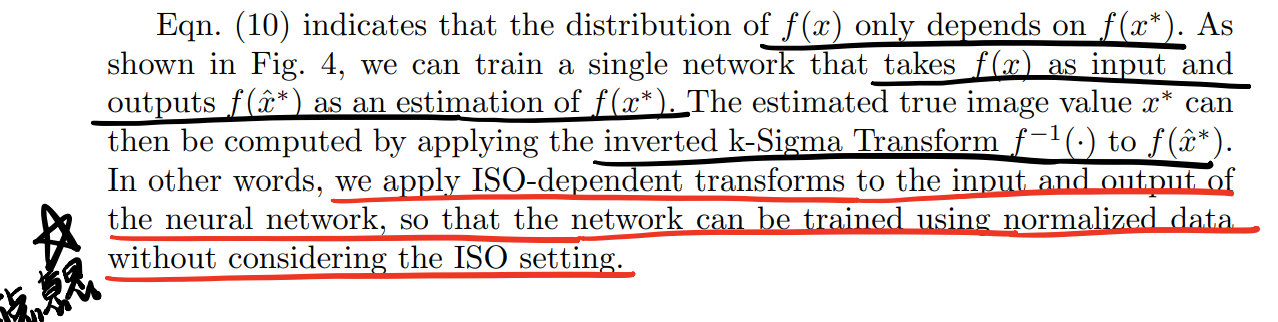 Eqn. (10) indicates that the distribution of f(x) only depends on f(x*). As
shown in Fig. 4, we can train a single network that takes f(x) as input and
outputs f(x̂*) as an estimation of f(x*). The estimated true image value x* can
then be computed by applying the inverted k-Sigma Transform f⁻¹(·) to f(x̂*).
In other words, we apply ISO-dependent transforms to the input and output of
the neural network, so that the network can be trained using normalized data
without considering the ISO setting.